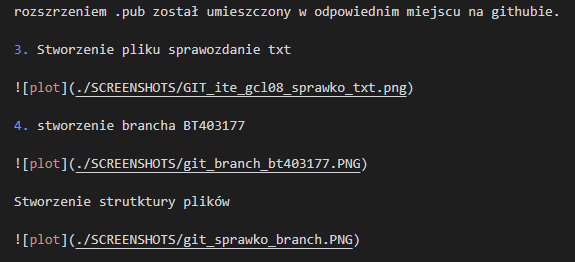 rozszrzeniem .pub został umieszczony w odpowiednim miejscu na githubie.
3. Stworzenie pliku sprawozdanie txt
![plot](./SCREENSHOTS/GIT_ite_gcl08_sprawko_txt.png)
4. stworzenie brancha BT403177
![plot](./SCREENSHOTS/git_branch_bt403177.PNG)
Stworzenie strutktury plików
![plot](./SCREENSHOTS/git_sprawko_branch.PNG)